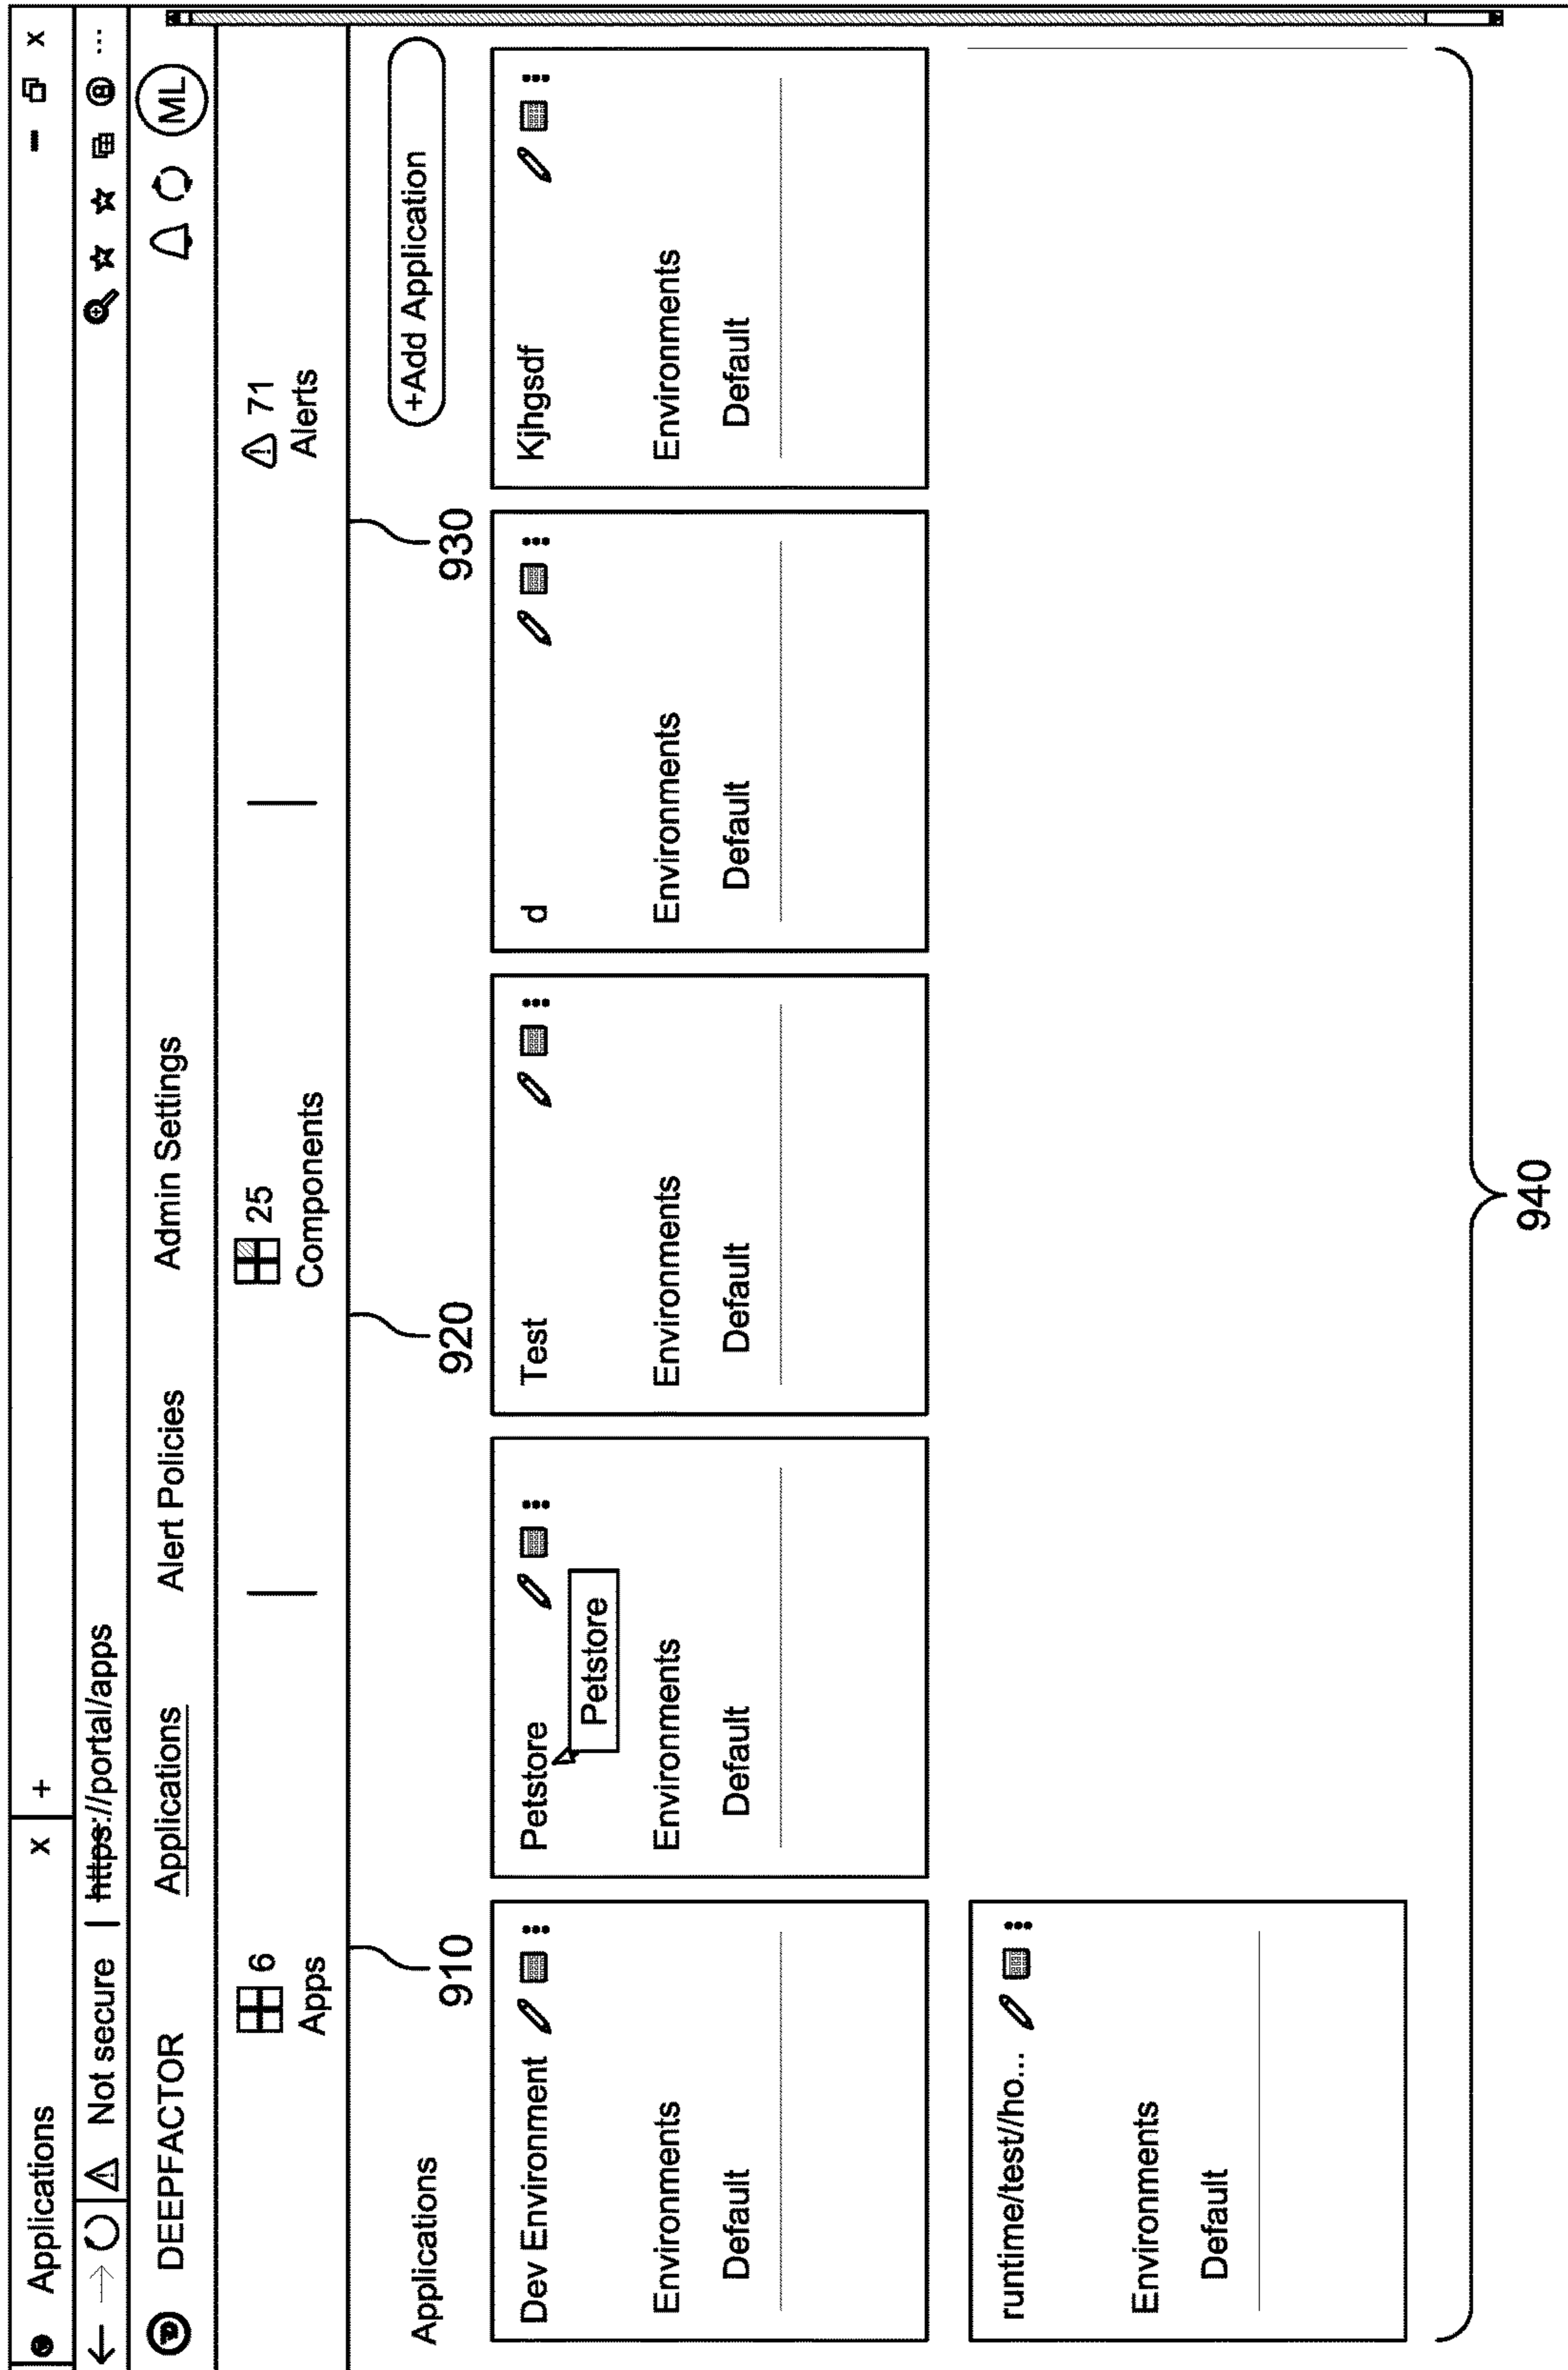 Applications x + x
Not secure | https://portal/apps ...
DEEPFACTOR Applications Alert Policies Admin Settings ML
6
Apps
25
Components
71
Alerts
910
920
930
Applications
+Add Application
Dev Environment
Environments
Default
Petstore
Petstore
Environments
Default
Test
Environments
Default
d
Environments
Default
Kjhgsdf
Environments
Default
runtime/test//ho...
Environments
Default
940